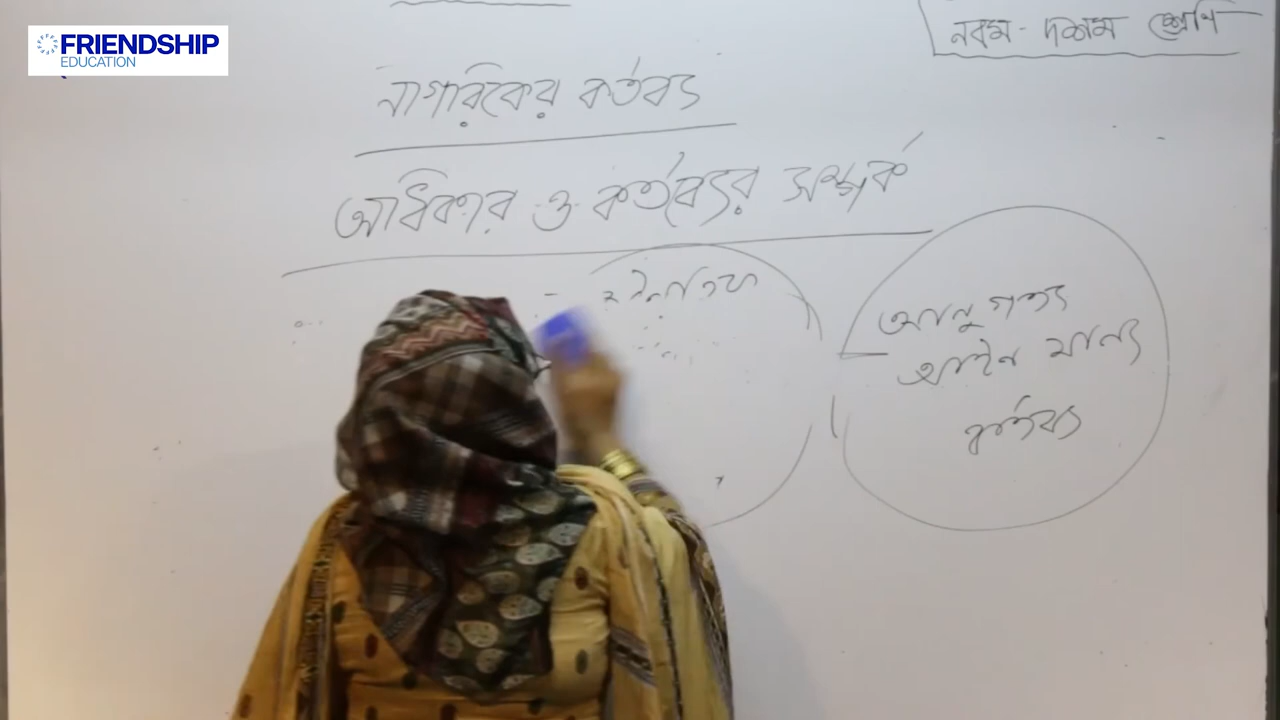 FRIENDSHIP
EDUCATION
নবম - দশম শ্রেণি
নাগরিকের কর্তব্য
অধিকার ও কর্তব্যের সম্পর্ক
আনুগত্য
আইন মান্য
কর্তব্য